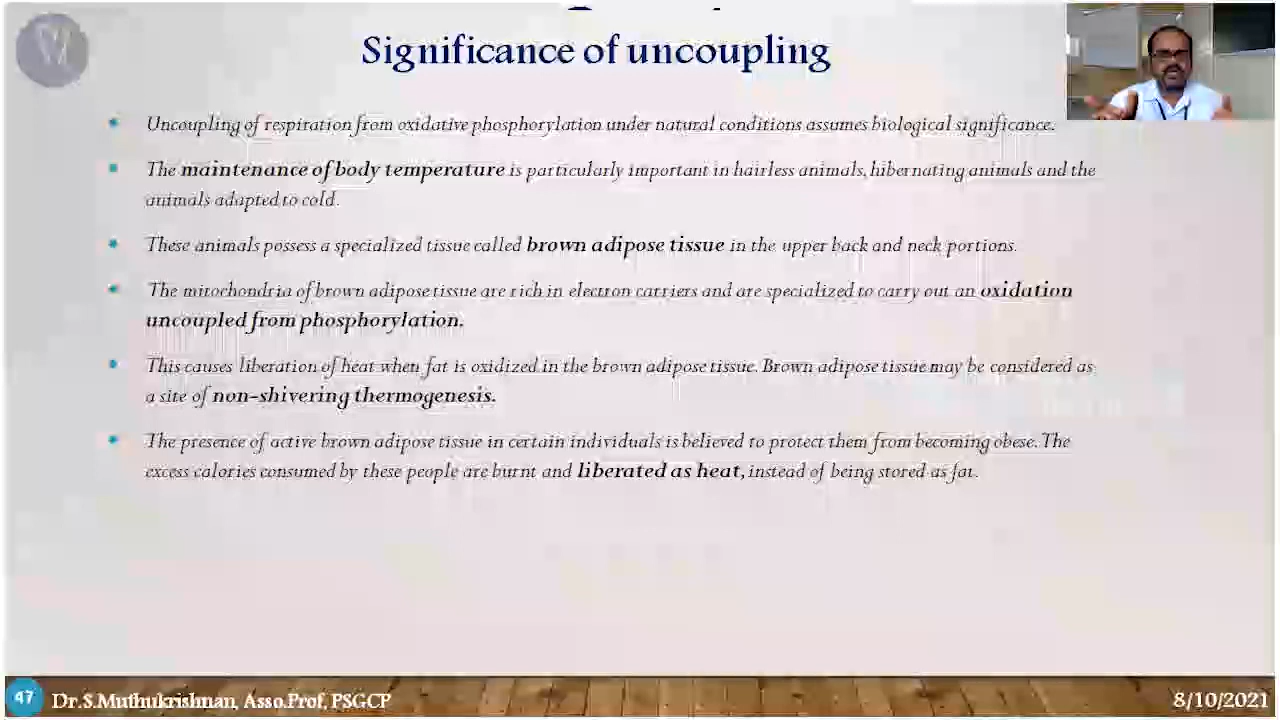 Significance of uncoupling
Uncoupling of respiration from oxidative phosphorylation under natural conditions assumes biological significance.
The maintenance of body temperature is particularly important in hairless animals, hibernating animals and the
animals adapted to cold.
These animals possess a specialized tissue called brown adipose tissue in the upper back and neck portions.
The mitochondria of brown adipose tissue are rich in electron carriers and are specialized to carry out an oxidation
uncoupled from phosphorylation.
This causes liberation of heat when fat is oxidized in the brown adipose tissue. Brown adipose tissue may be considered as
a site of non-shivering thermogenesis.
The presence of active brown adipose tissue in certain individuals is believed to protect them from becoming obese. The
excess calories consumed by these people are burnt and liberated as heat, instead of being stored as fat.
47 Dr.S.Muthukrishnan, Asso.Prof, PSGCP 8/10/2021